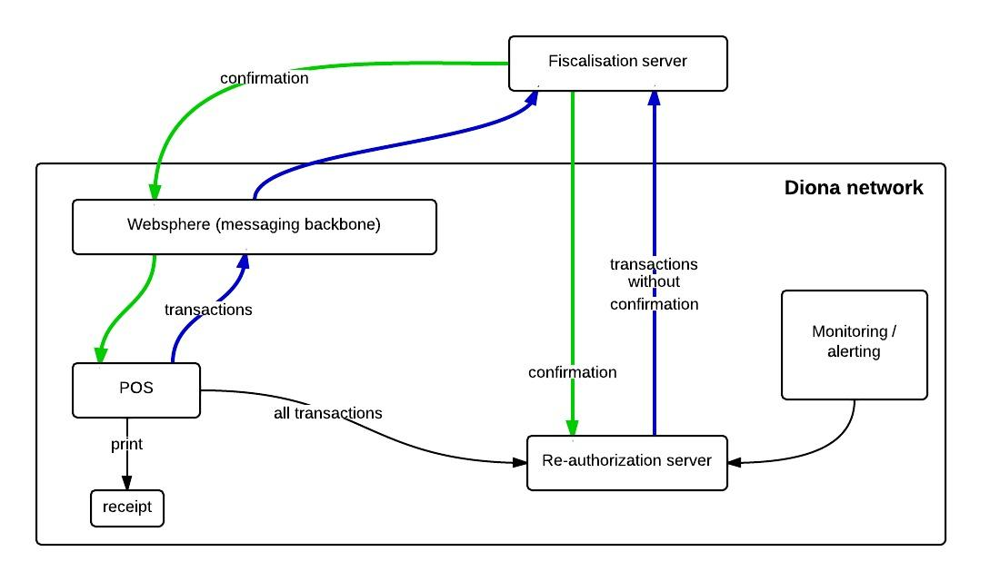 Fiscalisation server
confirmation
Diona network
Websphere (messaging backbone)
transactions
without
confirmation
transactions
Monitoring /
alerting
confirmation
POS
all transactions
print
Re-authorization server
receipt